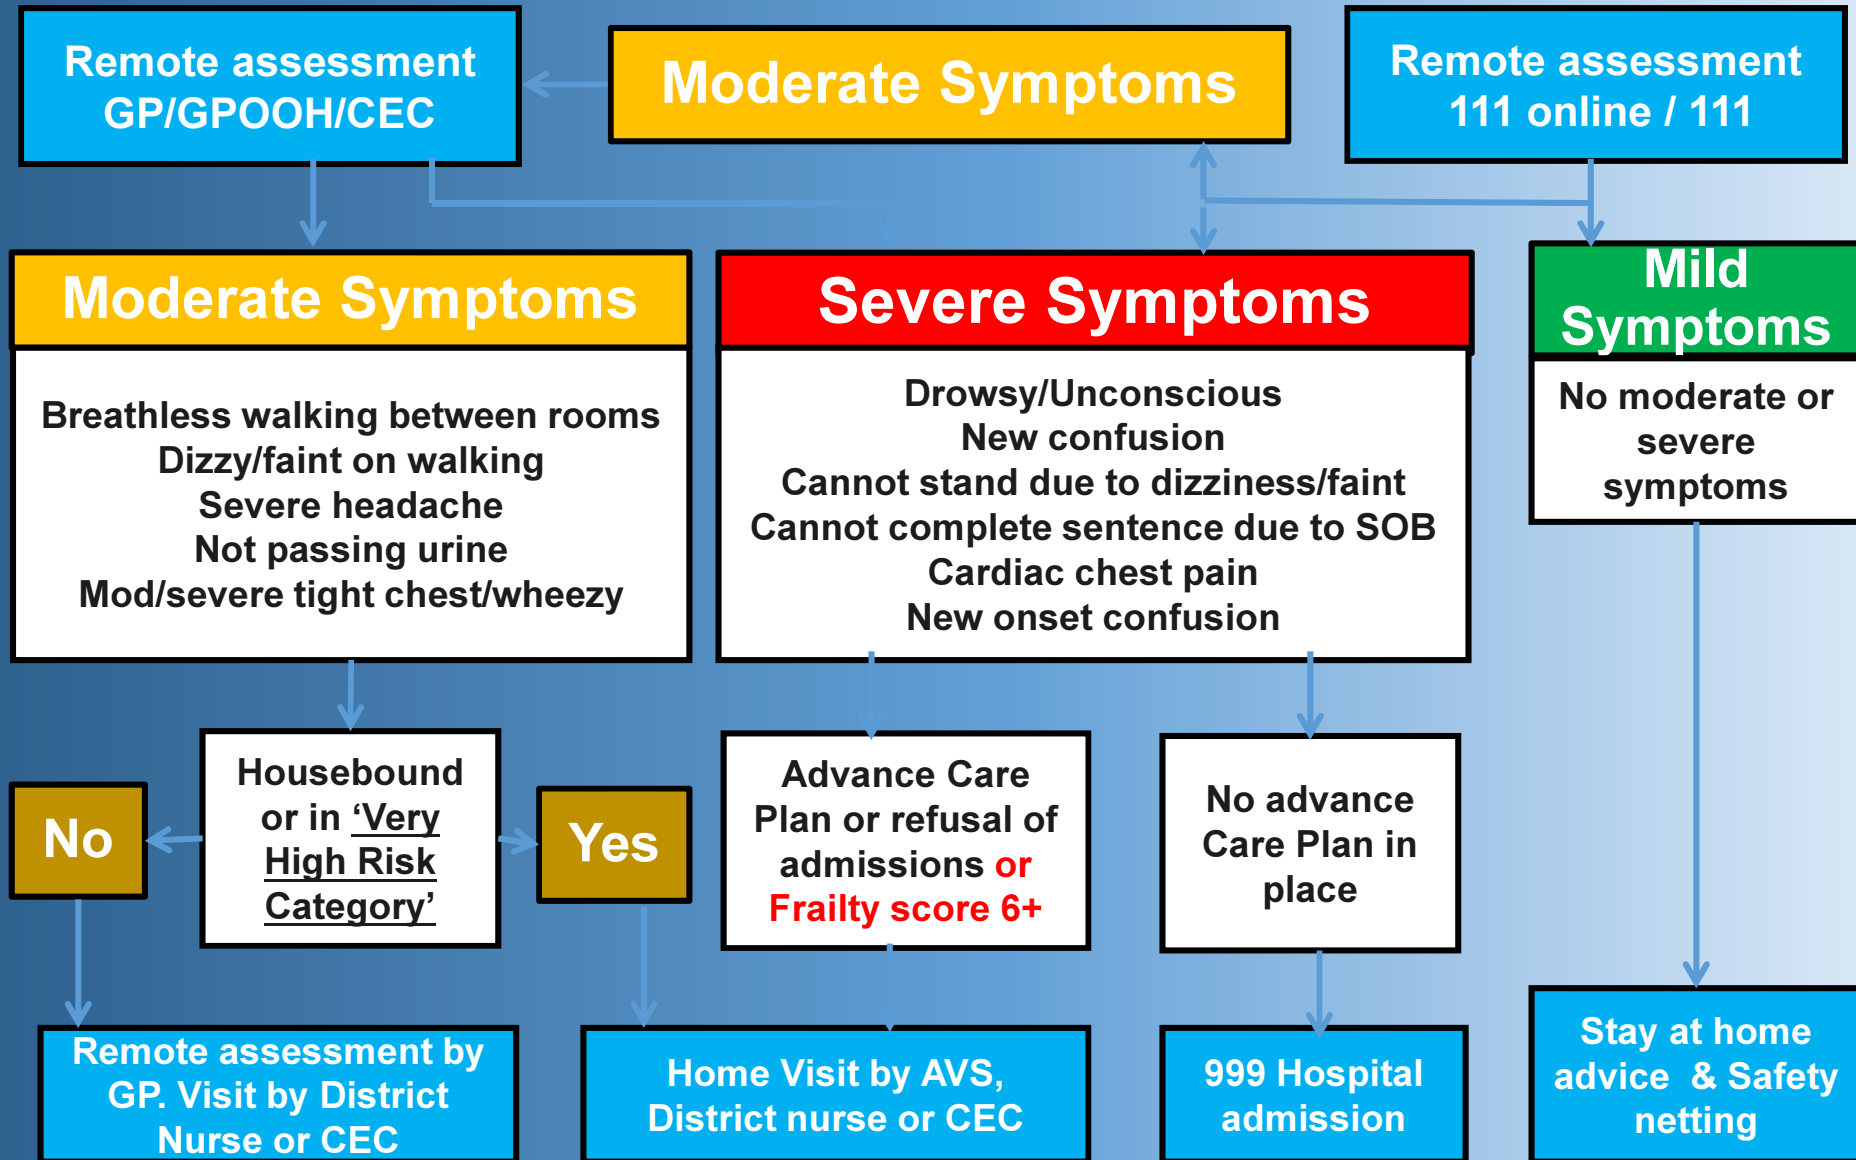 Remote assessment
GP/GPOOH/CEC
Moderate Symptoms
Remote assessment
111 online / 111
Moderate Symptoms
Breathless walking between rooms
Dizzy/faint on walking
Severe headache
Not passing urine
Mod/severe tight chest/wheezy
Severe Symptoms
Drowsy/Unconscious
New confusion
Cannot stand due to dizziness/faint
Cannot complete sentence due to SOB
Cardiac chest pain
New onset confusion
Mild
Symptoms
No moderate or
severe
symptoms
No
Housebound
or in ‘Very
High Risk
Category’
Yes
Advance Care
Plan or refusal of
admissions or
Frailty score 6+
No advance
Care Plan in
place
Remote assessment by
GP. Visit by District
Nurse or CEC
Home Visit by AVS,
District nurse or CEC
999 Hospital
admission
Stay at home
advice & Safety
netting